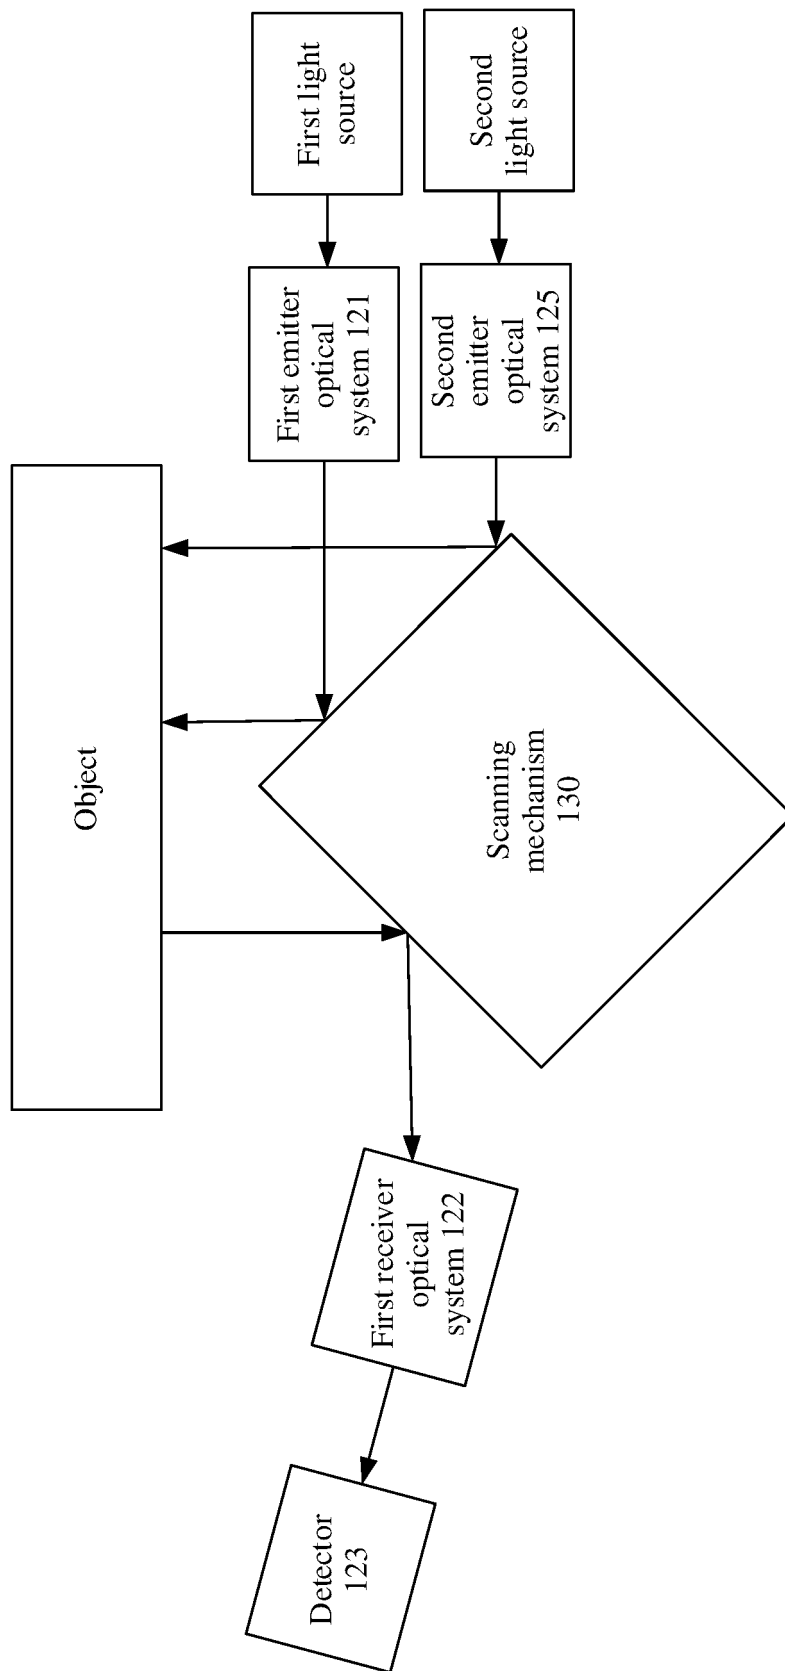 Detector
123
First receiver
optical
system 122
Object
Scanning
mechanism
130
First emitter
optical
system 121
Second
emitter
optical
system 125
First light
source
Second
light source